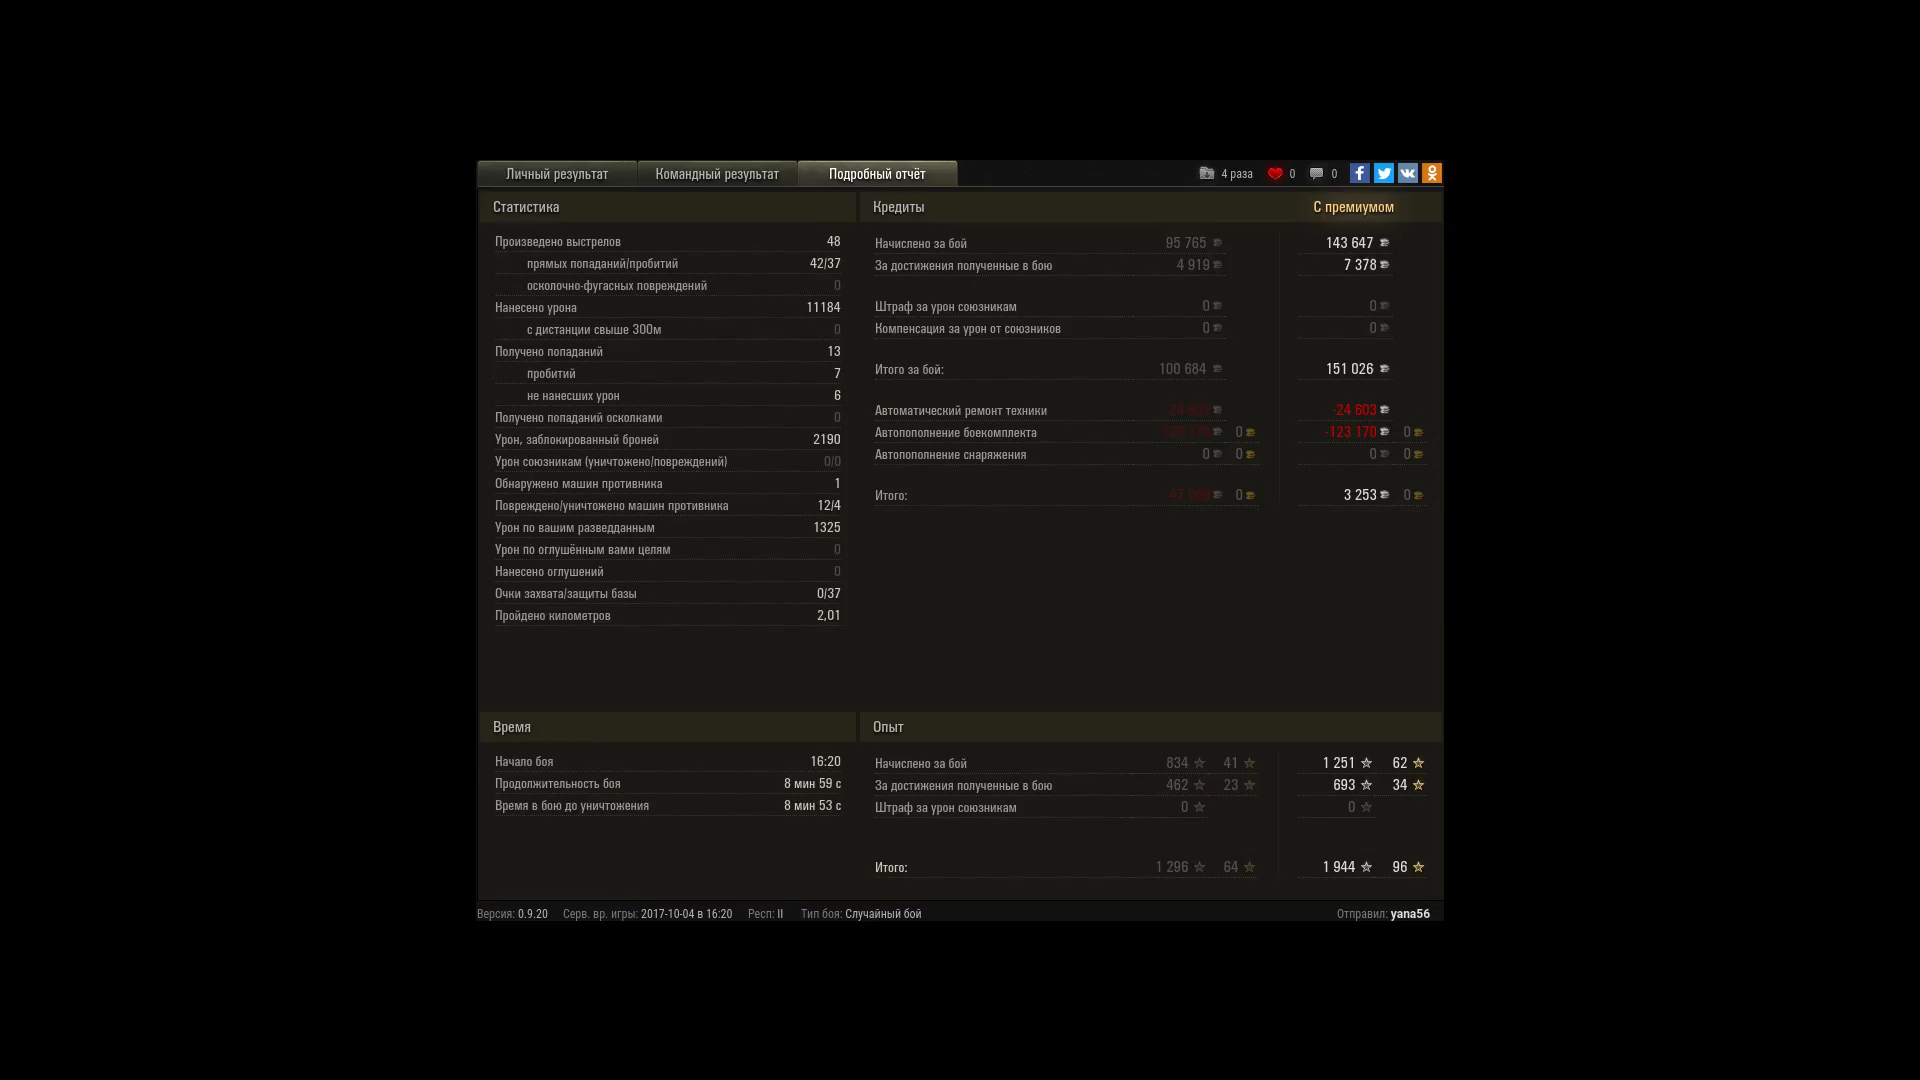 Личный результат Командный результат Подробный отчёт 4 раза 0 0
Статистика
Произведено выстрелов 48
прямых попаданий/пробитий 42/37
осколочно-фугасных повреждений 0
Нанесено урона 11184
с дистанции свыше 300м 0
Получено попаданий 13
пробитий 7
не нанесших урон 6
Получено попаданий осколками 0
Урон, заблокированный броней 2190
Урон союзникам (уничтожено/повреждений) 0/0
Обнаружено машин противника 1
Повреждено/уничтожено машин противника 12/4
Урон по вашим разведданным 1325
Урон по оглушённым вами целям 0
Нанесено оглушений 0
Очки захвата/защиты базы 0/37
Пройдено километров 2,01
Кредиты С премиумом
Начислено за бой 95 765 143 647
За достижения полученные в бою 4 919 7 378
Штраф за урон союзникам 0 0
Компенсация за урон от союзников 0 0
Итого за бой: 100 684 151 026
Автоматический ремонт техники -24 603
Автопополнение боекомплекта 0 -123 170 0
Автопополнение снаряжения 0 0 0 0
Итого: 0 3 253 0
Время
Начало боя 16:20
Продолжительность боя 8 мин 59 с
Время в бою до уничтожения 8 мин 53 с
Опыт
Начислено за бой 834 41 1 251 62
За достижения полученные в бою 462 23 693 34
Штраф за урон союзникам 0 0
Итого: 1 296 64 1 944 96
Версия: 0.9.20 Серв. вр. игры: 2017-10-04 в 16:20 Респ: II Тип боя: Случайный бой Отправил: yana56